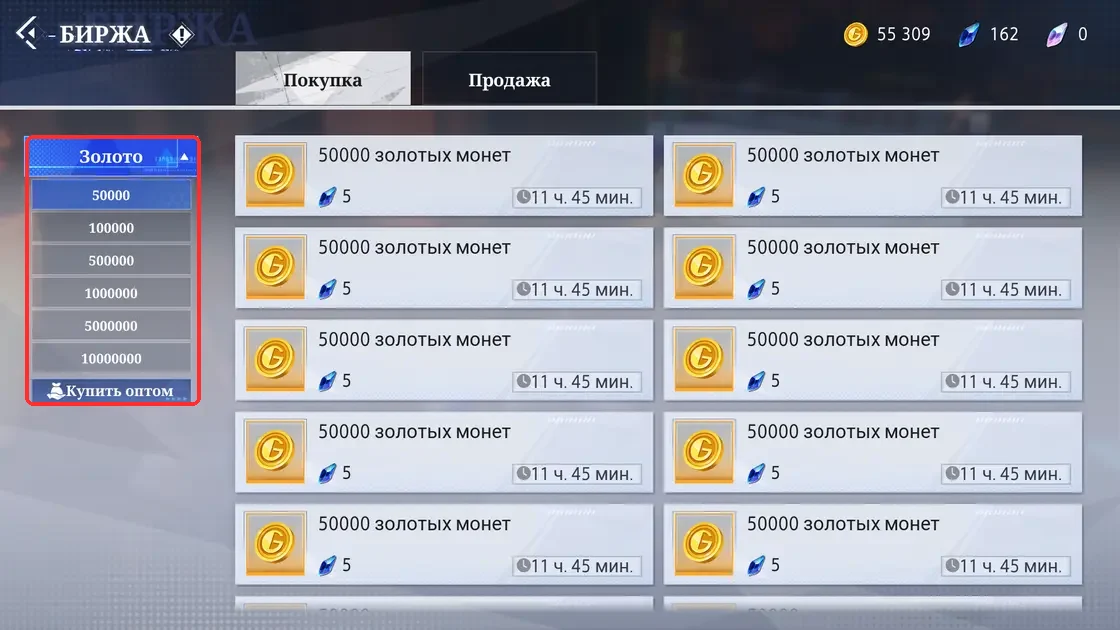 БИРЖА
55 309
162
0
Покупка
Продажа
Золото
50000
100000
500000
1000000
5000000
10000000
Купить оптом
50000 золотых монет
5
11 ч. 45 мин.
50000 золотых монет
5
11 ч. 45 мин.
50000 золотых монет
5
11 ч. 45 мин.
50000 золотых монет
5
11 ч. 45 мин.
50000 золотых монет
5
11 ч. 45 мин.
50000 золотых монет
5
11 ч. 45 мин.
50000 золотых монет
5
11 ч. 45 мин.
50000 золотых монет
5
11 ч. 45 мин.
50000 золотых монет
5
11 ч. 45 мин.
50000 золотых монет
5
11 ч. 45 мин.